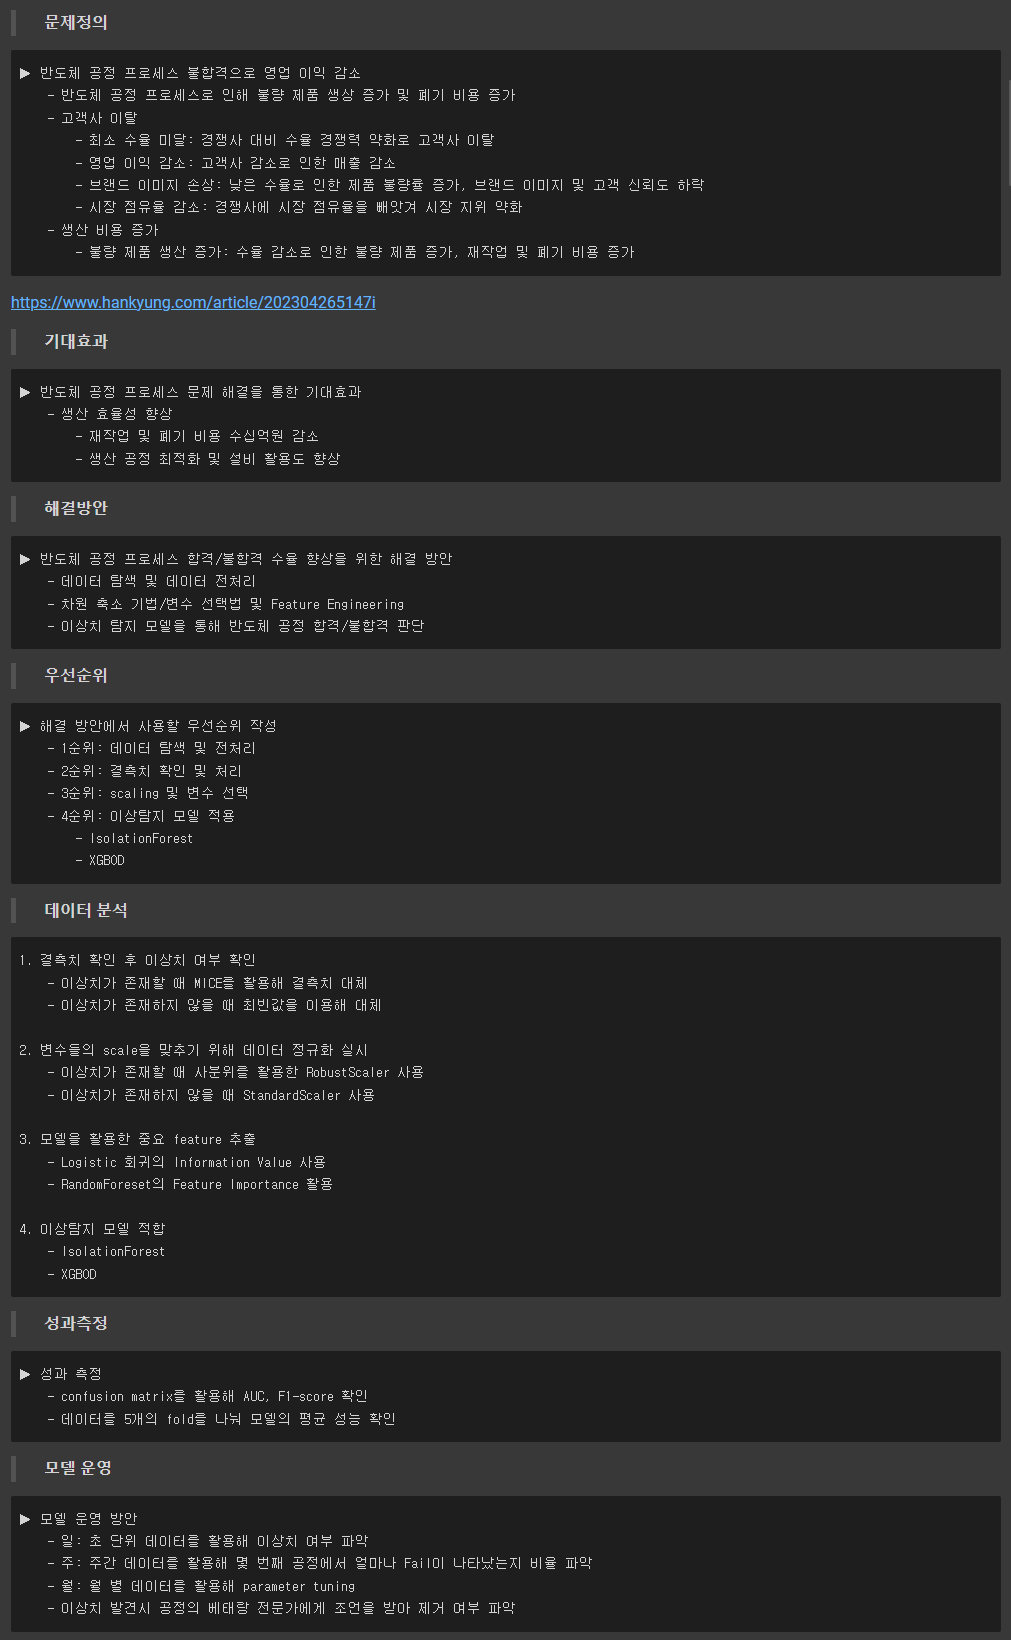 문제정의
▶ 반도체 공정 프로세스 불합격으로 영업 이익 감소
- 반도체 공정 프로세스로 인해 불량 제품 생상 증가 및 폐기 비용 증가
- 고객사 이탈
- 최소 수율 미달: 경쟁사 대비 수율 경쟁력 약화로 고객사 이탈
- 영업 이익 감소: 고객사 감소로 인한 매출 감소
- 브랜드 이미지 손상: 낮은 수율로 인한 제품 불량률 증가, 브랜드 이미지 및 고객 신뢰도 하락
- 시장 점유율 감소: 경쟁사에 시장 점유율을 빼앗겨 시장 지위 약화
- 생산 비용 증가
- 불량 제품 생산 증가: 수율 감소로 인한 불량 제품 증가, 재작업 및 폐기 비용 증가
https://www.hankyung.com/article/202304265147i
기대효과
▶ 반도체 공정 프로세스 문제 해결을 통한 기대효과
- 생산 효율성 향상
- 재작업 및 폐기 비용 수십억원 감소
- 생산 공정 최적화 및 설비 활용도 향상
해결방안
▶ 반도체 공정 프로세스 합격/불합격 수율 향상을 위한 해결 방안
- 데이터 탐색 및 데이터 전처리
- 차원 축소 기법/변수 선택법 및 Feature Engineering
- 이상치 탐지 모델을 통해 반도체 공정 합격/불합격 판단
우선순위
▶ 해결 방안에서 사용할 우선순위 작성
- 1순위: 데이터 탐색 및 전처리
- 2순위: 결측치 확인 및 처리
- 3순위: scaling 및 변수 선택
- 4순위: 이상탐지 모델 적용
- IsolationForest
- XGBOD
데이터 분석
1. 결측치 확인 후 이상치 여부 확인
- 이상치가 존재할 때 MICE를 활용해 결측치 대체
- 이상치가 존재하지 않을 때 최빈값을 이용해 대체
2. 변수들의 scale을 맞추기 위해 데이터 정규화 실시
- 이상치가 존재할 때 사분위를 활용한 RobustScaler 사용
- 이상치가 존재하지 않을 때 StandardScaler 사용
3. 모델을 활용한 중요 feature 추출
- Logistic 회귀의 Information Value 사용
- RandomForeset의 Feature Importance 활용
4. 이상탐지 모델 적합
- IsolationForest
- XGBOD
성과측정
▶ 성과 측정
- confusion matrix를 활용해 AUC, F1-score 확인
- 데이터를 5개의 fold를 나눠 모델의 평균 성능 확인
모델 운영
▶ 모델 운영 방안
- 일: 초 단위 데이터를 활용해 이상치 여부 파악
- 주: 주간 데이터를 활용해 몇 번째 공정에서 얼마나 Fail이 나타났는지 비율 파악
- 월: 월 별 데이터를 활용해 parameter tuning
- 이상치 발견시 공정의 베태랑 전문가에게 조언을 받아 제거 여부 파악